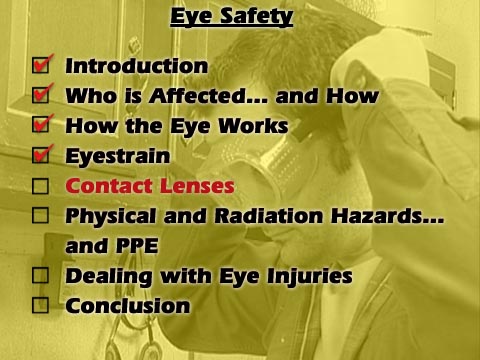 Eye Safety
Introduction
Who is Affected... and How
How the Eye Works
Eyestrain
Contact Lenses
Physical and Radiation Hazards...
and PPE
Dealing with Eye Injuries
Conclusion